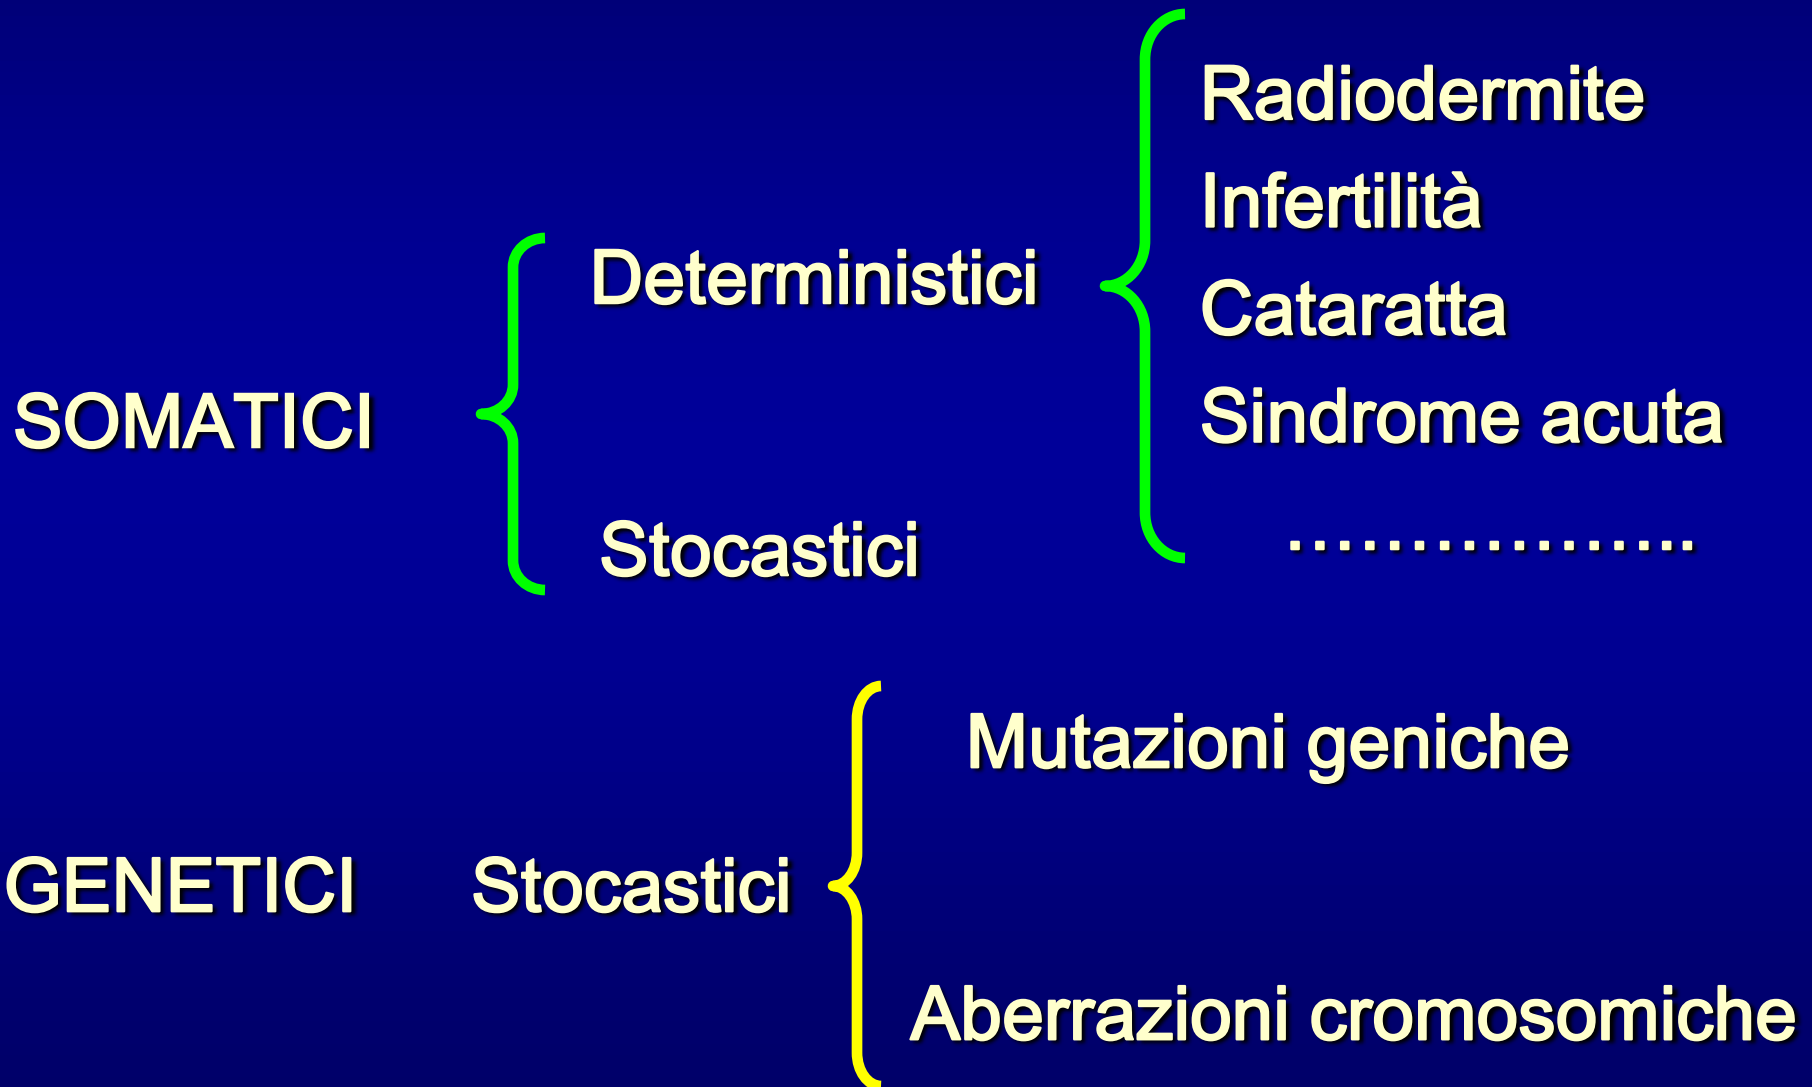 SOMATICI
Deterministici
Radiodermite
Infertilità
Cataratta
Sindrome acuta
……………..
Stocastici
GENETICI
Stocastici
Mutazioni geniche
Aberrazioni cromosomiche